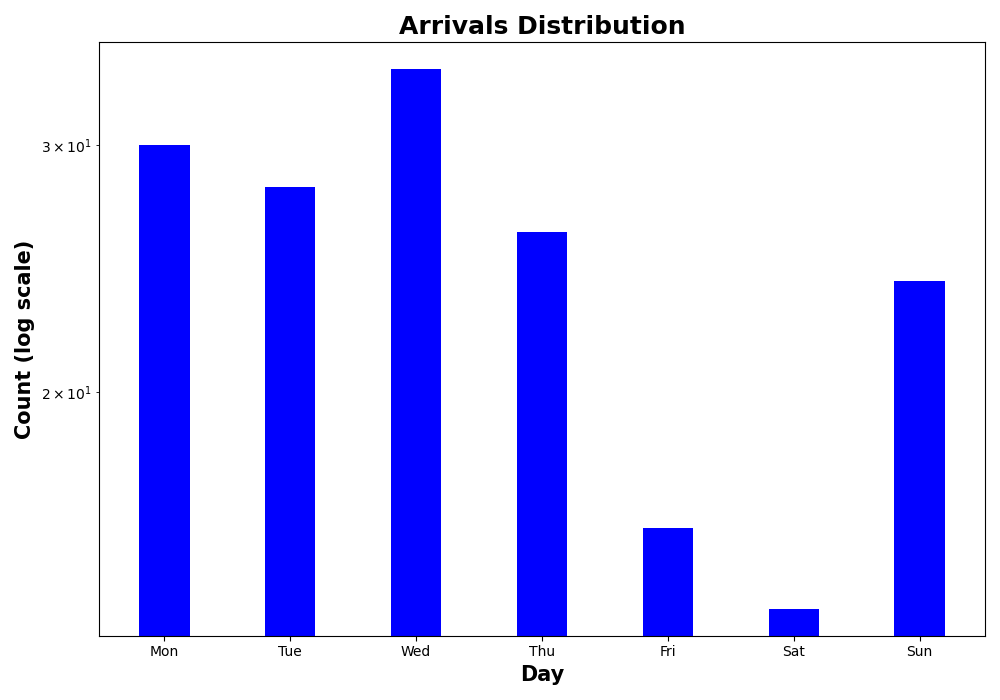 Arrivals Distribution
Count (log scale)
3 × 10¹
2 × 10¹
Mon Tue Wed Thu Fri Sat Sun
Day